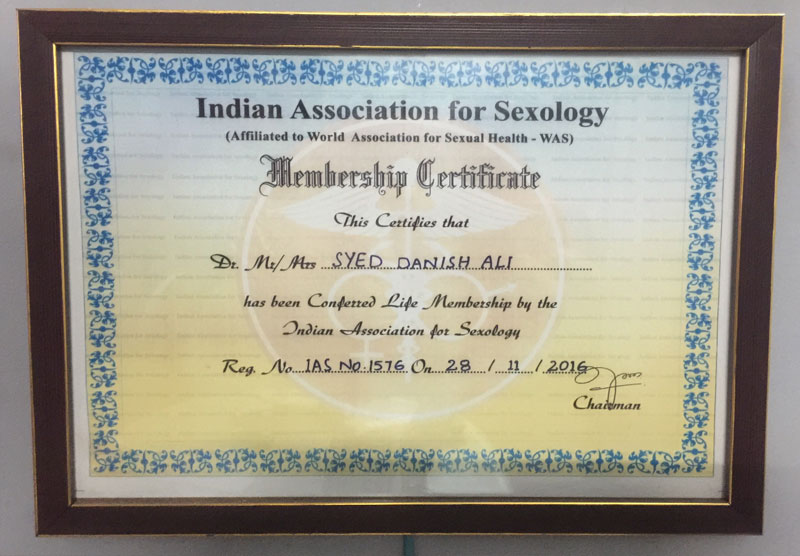 Indian Association for Sexology
(Affiliated to World Association for Sexual Health - WAS)
Membership Certificate
This Certifies that
Dr. Mr/Mrs SYED DANISH ALI
has been Conferred Life Membership by the
Indian Association for Sexology
Reg. No IAS No. 1576 On 28 / 11 / 2016
Chairman